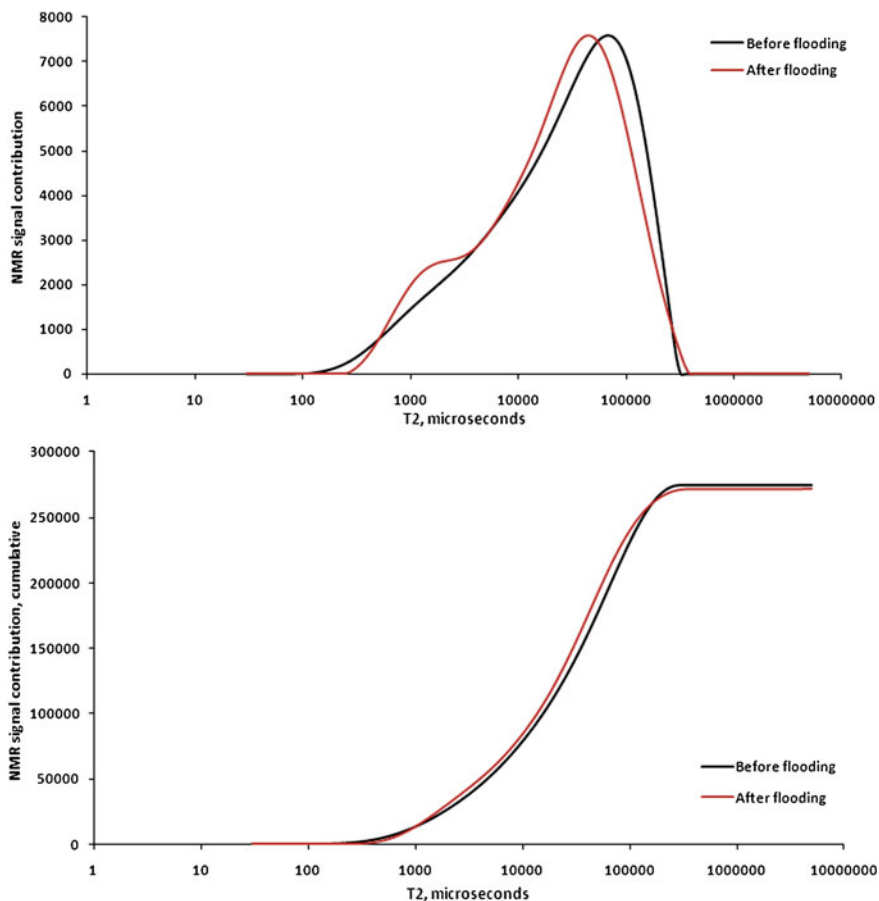 8000
7000
6000
5000
4000
3000
2000
1000
0
NMR signal contribution
Before flooding
After flooding
1 10 100 1000 10000 100000 1000000 10000000
T2, microseconds
300000
250000
200000
150000
100000
50000
0
NMR signal contribution, cumulative
Before flooding
After flooding
1 10 100 1000 10000 100000 1000000 10000000
T2, microseconds